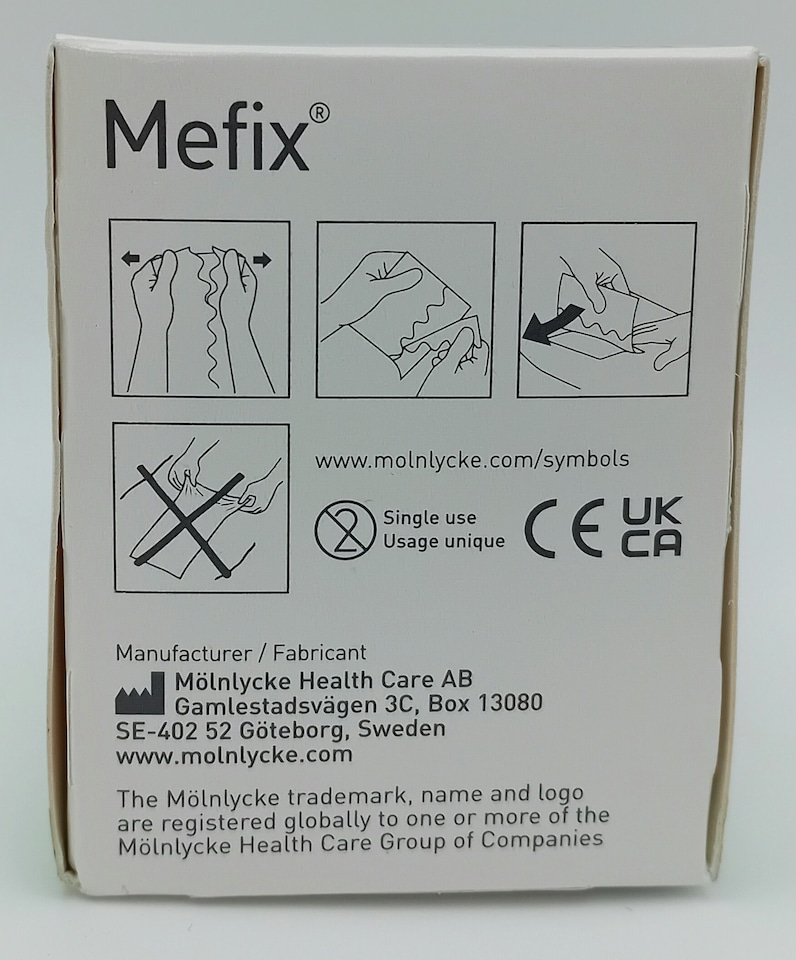 Mefix®
www.molnlycke.com/symbols
2 Single use
Usage unique
CE UK
CA
Manufacturer / Fabricant
Mölnlycke Health Care AB
Gamlestadsvägen 3C, Box 13080
SE-402 52 Göteborg, Sweden
www.molnlycke.com
The Mölnlycke trademark, name and logo
are registered globally to one or more of the
Mölnlycke Health Care Group of Companies